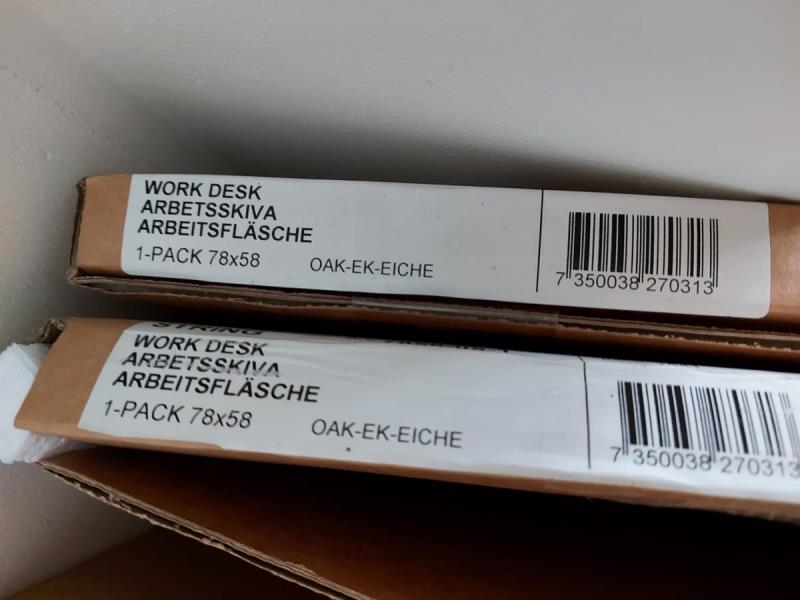 WORK DESK
ARBETSSKIVA
ARBEITSFLÄSCHE
1-PACK 78x58
OAK-EK-EICHE
7 350038 270313
STRING
WORK DESK
ARBETSSKIVA
ARBEITSFLÄSCHE
1-PACK 78x58
OAK-EK-EICHE
7 350038 270313